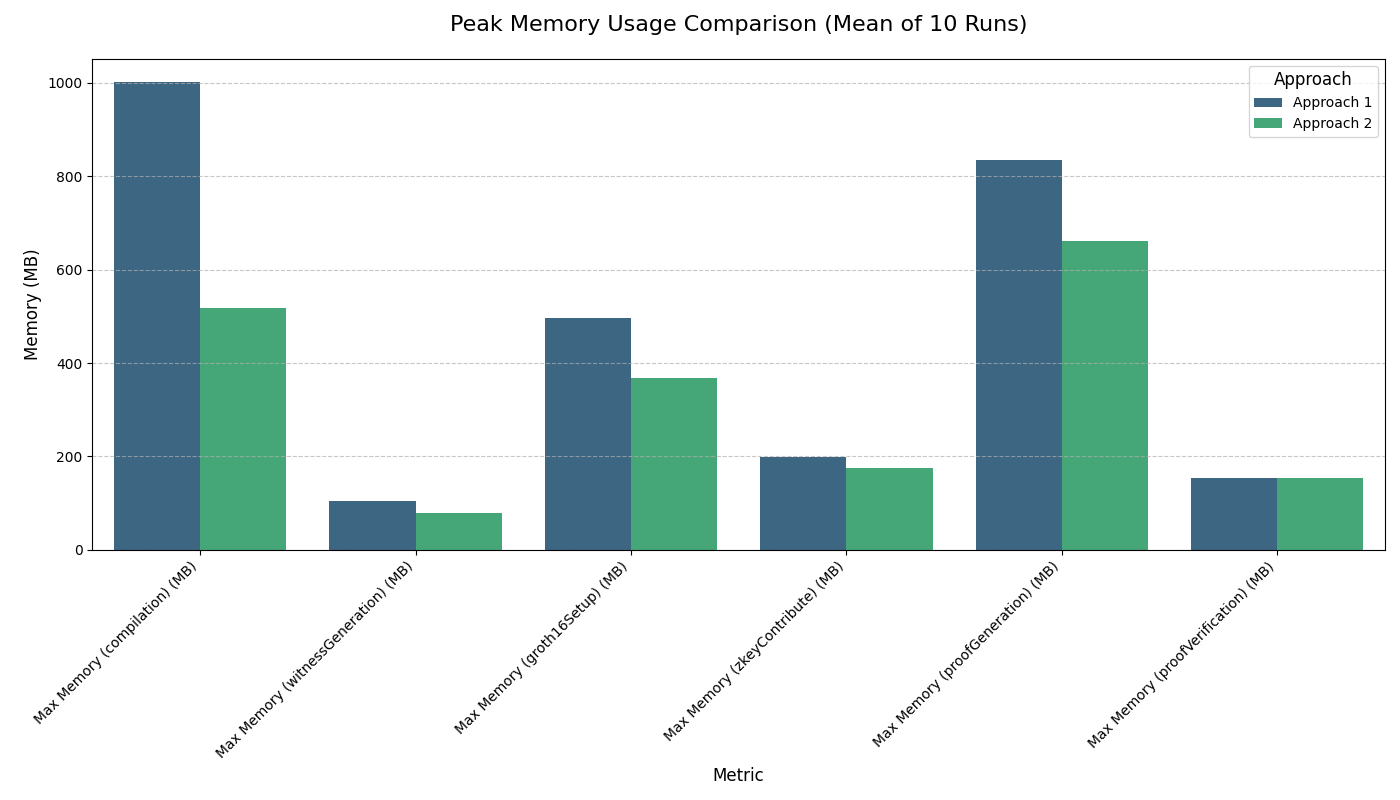 Peak Memory Usage Comparison (Mean of 10 Runs)
Approach
Approach 1
Approach 2
Memory (MB)
1000
800
600
400
200
0
Max Memory (compilation) (MB)
Max Memory (witnessGeneration) (MB)
Max Memory (groth16Setup) (MB)
Max Memory (zkeyContribute) (MB)
Max Memory (proofGeneration) (MB)
Max Memory (proofVerification) (MB)
Metric